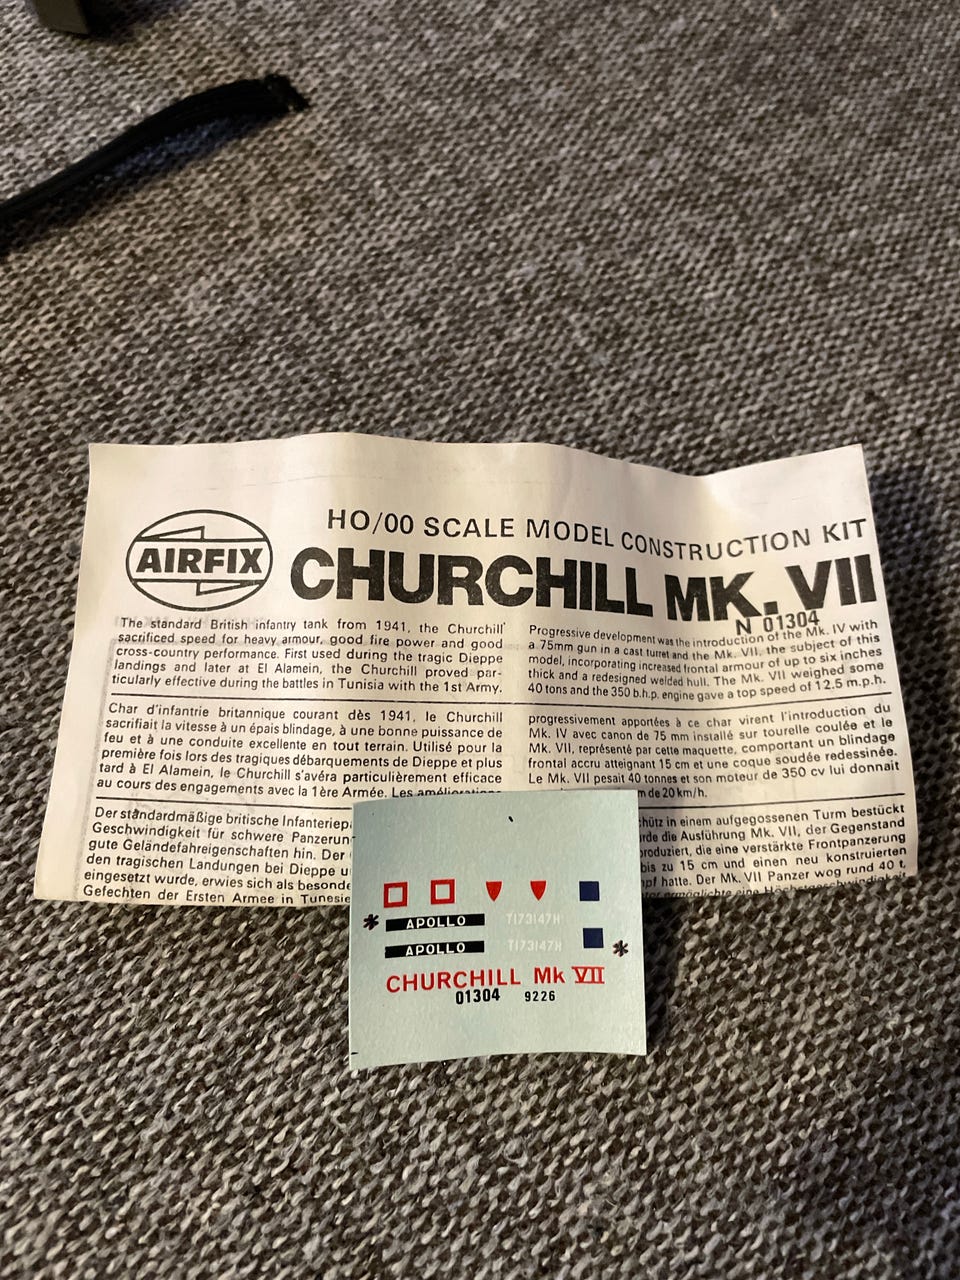 HO/00 SCALE MODEL CONSTRUCTION KIT
AIRFIX
CHURCHILL MK. VII
N 01304
The standard British infantry tank from 1941, the Churchill
sacrificed speed for heavy armour, good fire power and good
cross-country performance. First used during the tragic Dieppe
landings and later at El Alamein, the Churchill proved par-
ticularly effective during the battles in Tunisia with the 1st Army.
Progressive development was the introduction of the Mk. IV with
a 75mm gun in a cast turret and the Mk. VII, the subject of this
model, incorporating increased frontal armour of up to six inches
thick and a redesigned welded hull. The Mk. VII weighed some
40 tons and the 350 b.h.p. engine gave a top speed of 12.5 m.p.h.
Char d'infantrie britannique courant dès 1941, le Churchill
sacrifiait la vitesse à un épais blindage, à une bonne puissance de
feu et à une conduite excellente en tout terrain. Utilisé pour la
première fois lors des tragiques débarquements de Dieppe et plus
tard à El Alamein, le Churchill s'avéra particulièrement efficace
au cours des engagements avec la 1ère Armée. Les améliorations
progressivement apportées à ce char virent l'introduction du
Mk. IV avec canon de 75 mm installé sur tourelle coulée et le
Mk. VII, représenté par cette maquette, comportant un blindage
frontal accru atteignant 15 cm et une coque soudée redessinée.
Le Mk. VII pesait 40 tonnes et son moteur de 350 cv lui donnait
m de 20 km/h.
Der standardmäßige britische Infanteriepa
Geschwindigkeit für schwere Panzerun
gute Geländefahreigenschaften hin. Der
den tragischen Landungen bei Dieppe u
eingesetzt wurde, erwies sich als besonde
Gefechten der Ersten Armee in Tunesie
hütz in einem aufgegossenen Turm bestückt
rde die Ausführung Mk. VII, der Gegenstand
roduziert, die eine verstärkte Frontpanzerung
bis zu 15 cm und einen neu konstruierten
pf hatte. Der Mk. VII Panzer wog rund 40 t,
ermöglichte eine Höchstgeschwindigkeit
* APOLLO T173147H
APOLLO T173147H *
CHURCHILL Mk VII
01304 9226